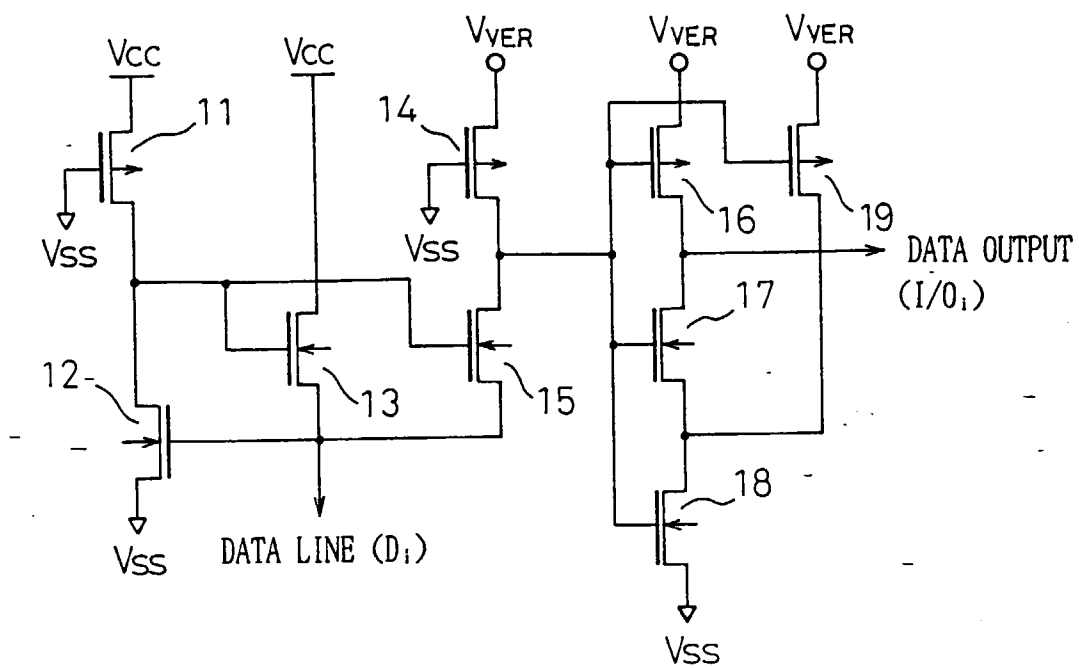 VCC
VCC
VVER
VVER
VVER
11
14
VSS
VSS
16
19
DATA OUTPUT
(I/Oi)
12
13
15
17
18
VSS
DATA LINE (Di)
VSS